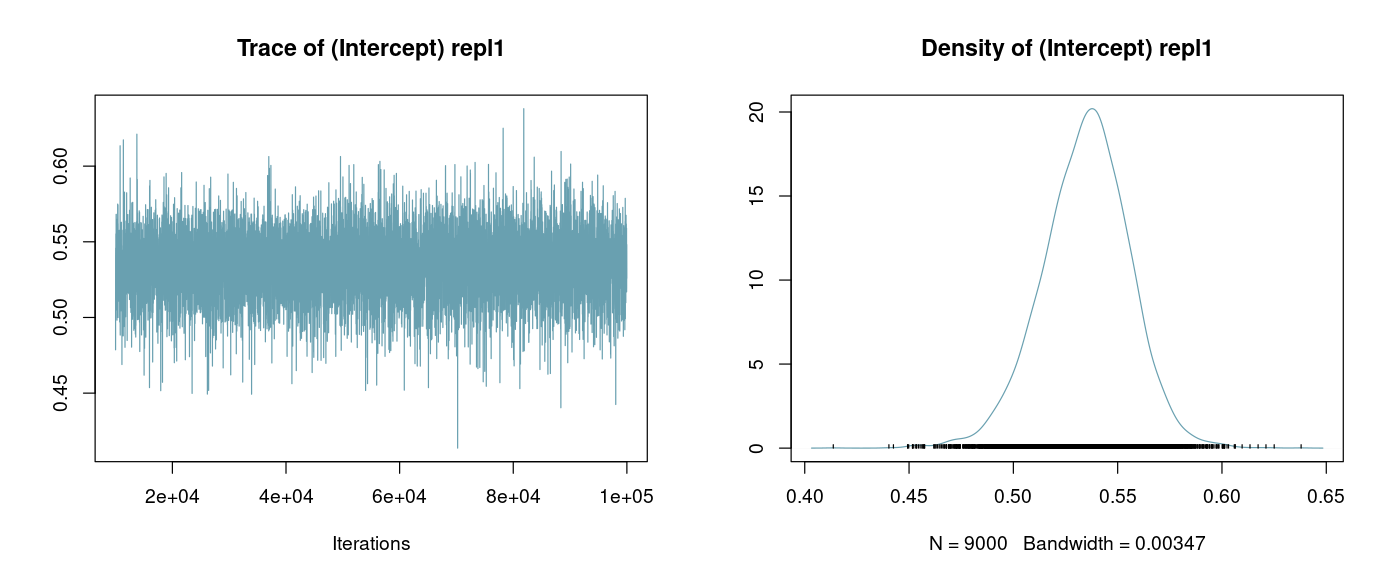 Trace of (Intercept) repl1
0.60
0.55
0.50
0.45
2e+04 4e+04 6e+04 8e+04 1e+05
Iterations
Density of (Intercept) repl1
20
15
10
5
0
0.40 0.45 0.50 0.55 0.60 0.65
N = 9000 Bandwidth = 0.00347